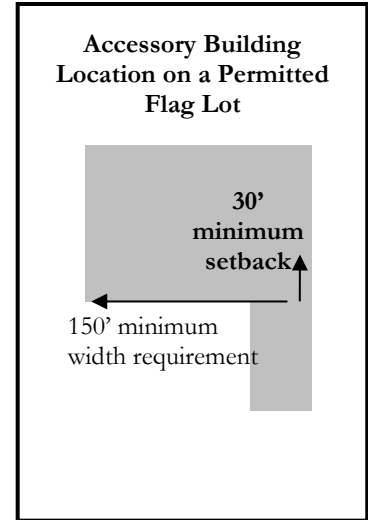 Accessory Building
Location on a Permitted
Flag Lot
30’
minimum
setback
150’ minimum
width requirement